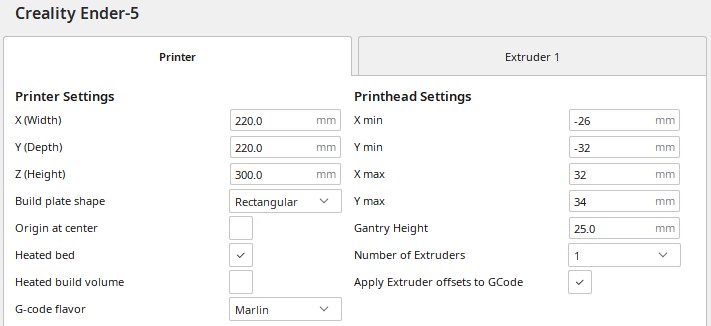 Creality Ender-5
Printer
Extruder 1
Printer Settings
X (Width) 220.0 mm
Y (Depth) 220.0 mm
Z (Height) 300.0 mm
Build plate shape Rectangular
Origin at center
Heated bed
Heated build volume
G-code flavor Marlin
Printhead Settings
X min -26 mm
Y min -32 mm
X max 32 mm
Y max 34 mm
Gantry Height 25.0 mm
Number of Extruders 1
Apply Extruder offsets to GCode